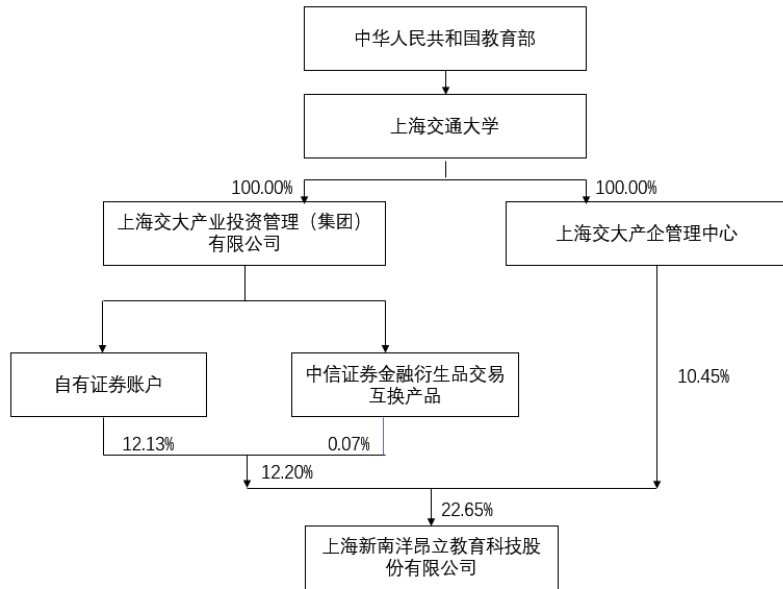 中华人民共和国教育部
上海交通大学
100.00%
100.00%
上海交大产业投资管理（集团）
有限公司
上海交大产企管理中心
自有证券账户
中信证券金融衍生品交易
互换产品
10.45%
12.13%
0.07%
12.20%
22.65%
上海新南洋昂立教育科技股
份有限公司